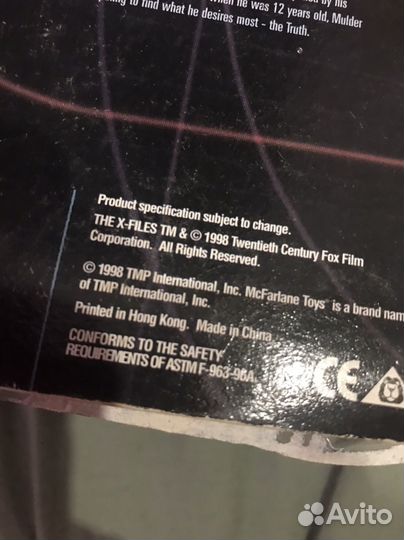 by his
when he was 12 years old, Mulder
to find what he desires most - the Truth.
Product specification subject to change.
THE X-FILES TM & © 1998 Twentieth Century Fox Film
Corporation. All Rights Reserved.
© 1998 TMP International, Inc. McFarlane Toys® is a brand nam
of TMP International, Inc.
Printed in Hong Kong. Made in China
CONFORMS TO THE SAFETY
REQUIREMENTS OF ASTM F-963-96A.
CE
Avito